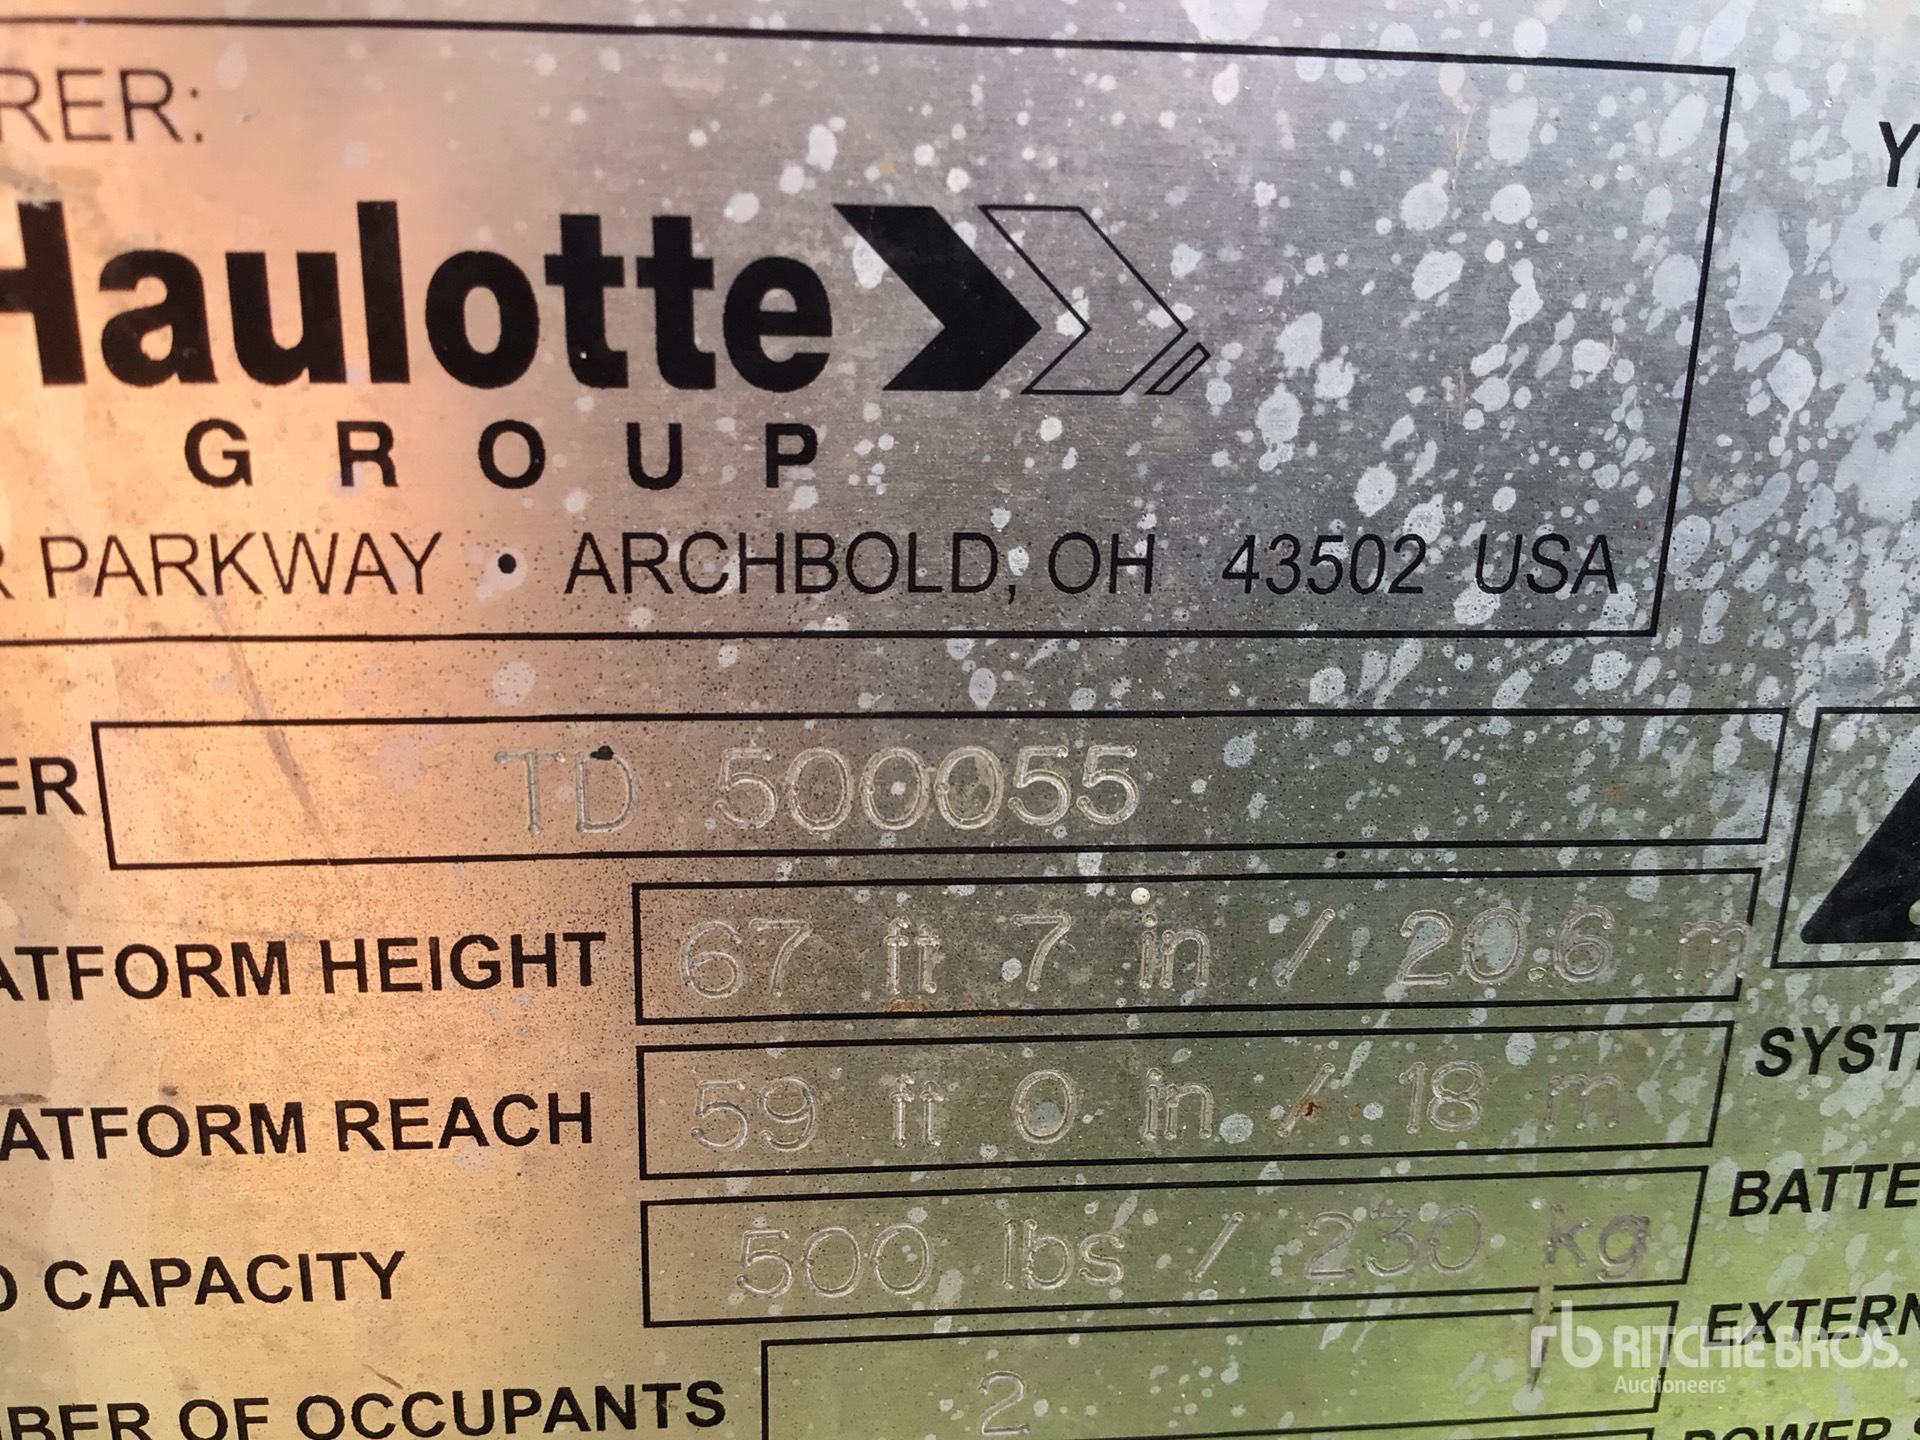 RER:
Haulotte
GROUP
R PARKWAY • ARCHBOLD, OH 43502 USA
ER TD 500055
ATFORM HEIGHT 67 ft 7 in / 20.6 m
ATFORM REACH 59 ft 0 in / 18 m
SYST
D CAPACITY 500 lbs / 230 kg
BATTE
BER OF OCCUPANTS 2
EXTERN
POWER S
rb RITCHIE BROS.
Auctioneers